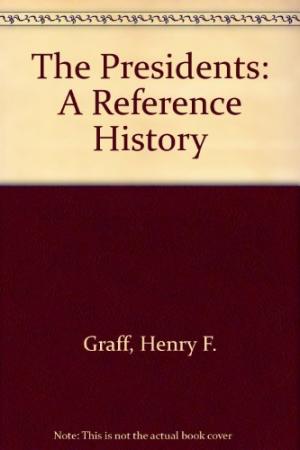 The Presidents:
A Reference
History
Graff, Henry F.
Note: This is not the actual book cover